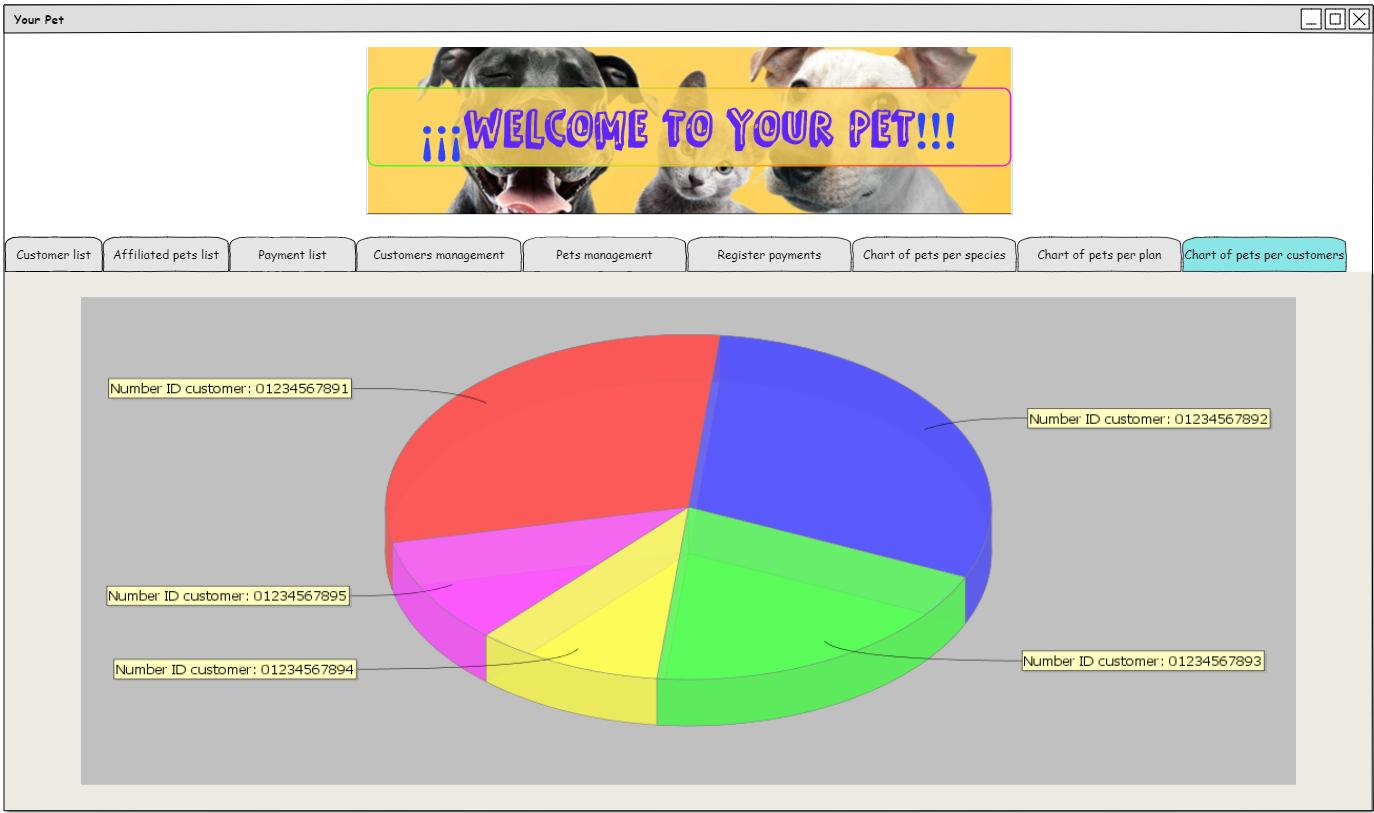 Your Pet
¡¡¡WELCOME TO YOUR PET!!!
Customer list
Affiliated pets list
Payment list
Customers management
Pets management
Register payments
Chart of pets per species
Chart of pets per plan
Chart of pets per customers
Number ID customer: 01234567891
Number ID customer: 01234567892
Number ID customer: 01234567895
Number ID customer: 01234567894
Number ID customer: 01234567893